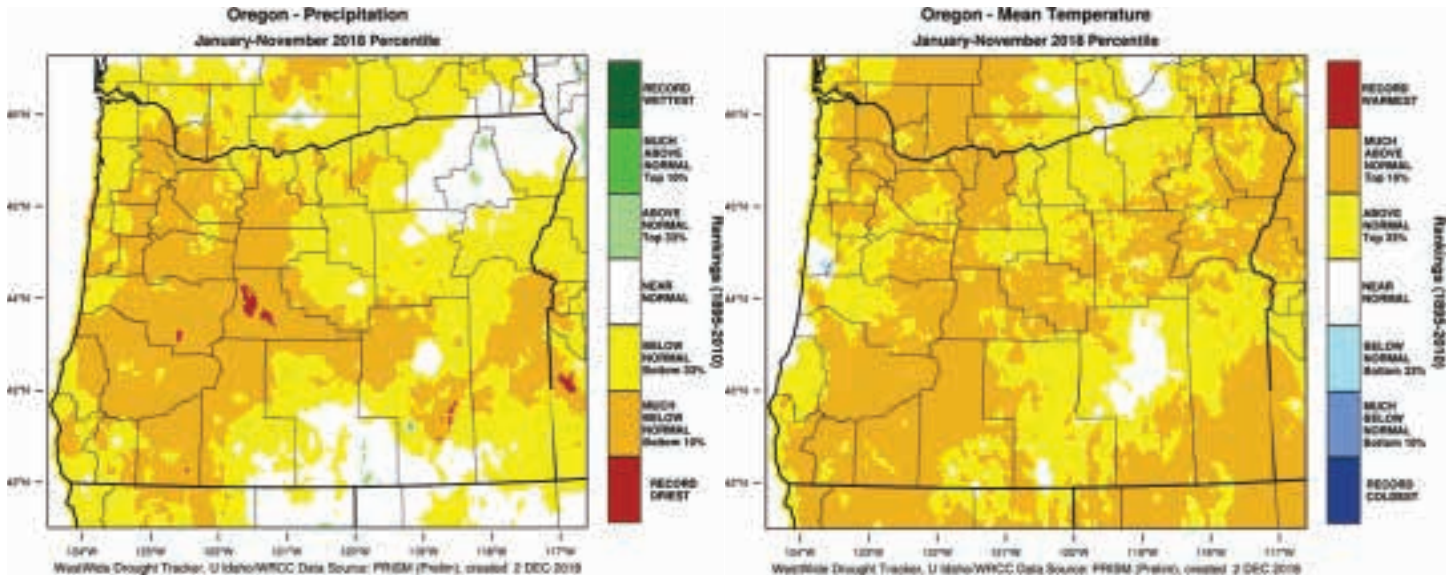 Oregon - Precipitation
January-November 2018 Percentile
RECORD
WETTEST
MUCH
ABOVE
NORMAL
Top 10%
ABOVE
NORMAL
Top 33%
NEAR
NORMAL
BELOW
NORMAL
Bottom 33%
MUCH
BELOW
NORMAL
Bottom 10%
RECORD
DRIEST
Rankings (1895-2010)
WestWide Drought Tracker, U Idaho/WRCC Data Source: PRISM (Prelim), created 2 DEC 2018
Oregon - Mean Temperature
January-November 2018 Percentile
RECORD
WARMEST
MUCH
ABOVE
NORMAL
Top 10%
ABOVE
NORMAL
Top 33%
NEAR
NORMAL
BELOW
NORMAL
Bottom 33%
MUCH
BELOW
NORMAL
Bottom 10%
RECORD
COLDEST
Rankings (1895-2010)
WestWide Drought Tracker, U Idaho/WRCC Data Source: PRISM (Prelim), created 2 DEC 2018